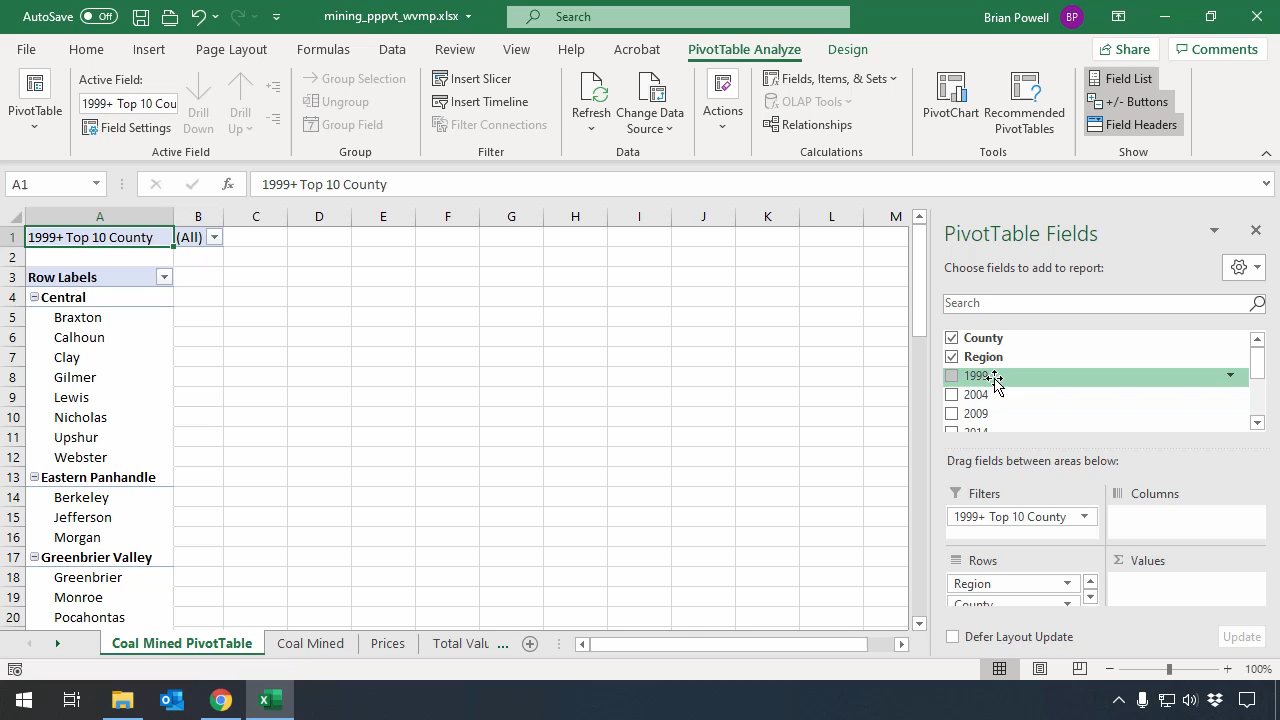 AutoSave Off mining_pppvt_wvmp.xlsx Search Brian Powell BP
File Home Insert Page Layout Formulas Data Review View Help Acrobat PivotTable Analyze Design Share Comments
PivotTable
Active Field:
1999+ Top 10 Cou
Field Settings
Drill Down
Drill Up
Active Field
Group Selection
Ungroup
Group Field
Group
Insert Slicer
Insert Timeline
Filter Connections
Filter
Refresh
Change Data Source
Data
Actions
Fields, Items, & Sets
OLAP Tools
Relationships
Calculations
PivotChart
Recommended PivotTables
Tools
Field List
+/- Buttons
Field Headers
Show
A1 fx 1999+ Top 10 County
A B C D E F G H I J K L M
1 1999+ Top 10 County (All)
2
3 Row Labels
4 Central
5 Braxton
6 Calhoun
7 Clay
8 Gilmer
9 Lewis
10 Nicholas
11 Upshur
12 Webster
13 Eastern Panhandle
14 Berkeley
15 Jefferson
16 Morgan
17 Greenbrier Valley
18 Greenbrier
19 Monroe
20 Pocahontas
PivotTable Fields
Choose fields to add to report:
Search
County
Region
1999
2004
2009
2014
Drag fields between areas below:
Filters
1999+ Top 10 County
Columns
Rows
Region
County
Values
Defer Layout Update Update
Coal Mined PivotTable Coal Mined Prices Total Valu ...
100%